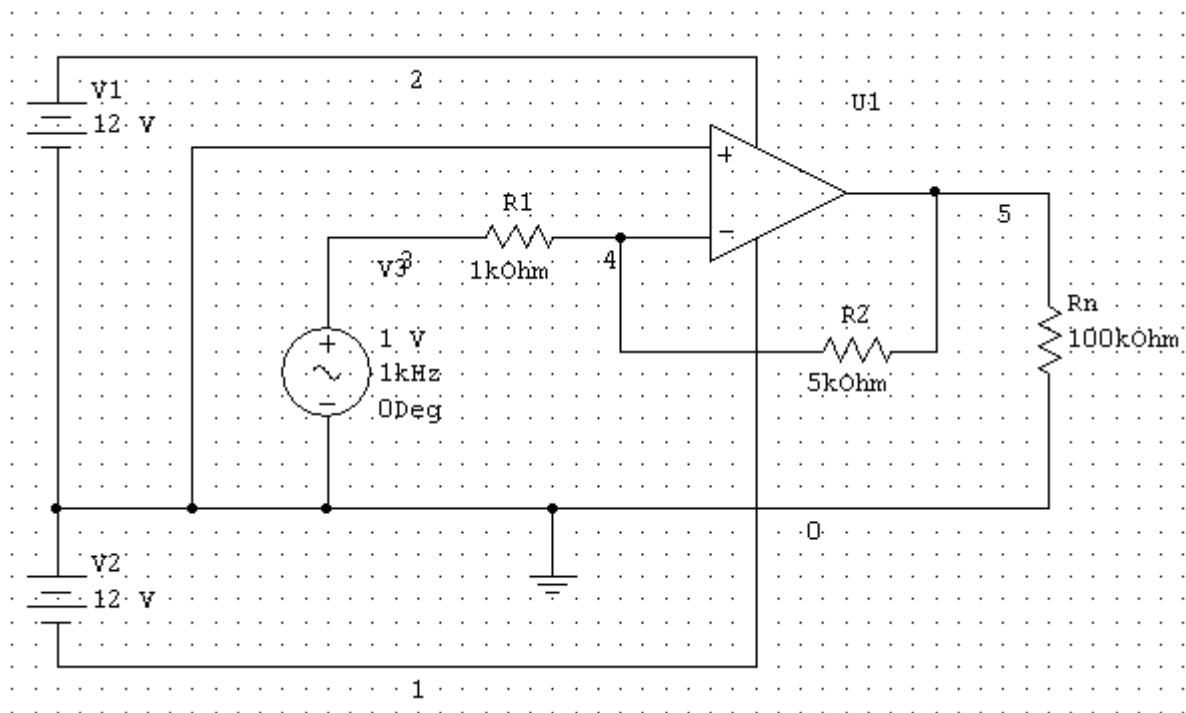 2
V1
12 V
U1
+
R1
−
5
V3
3
1kOhm
4
Rn
100kOhm
R2
5kOhm
+
1 V
1kHz
0Deg
−
0
V2
12 V
1